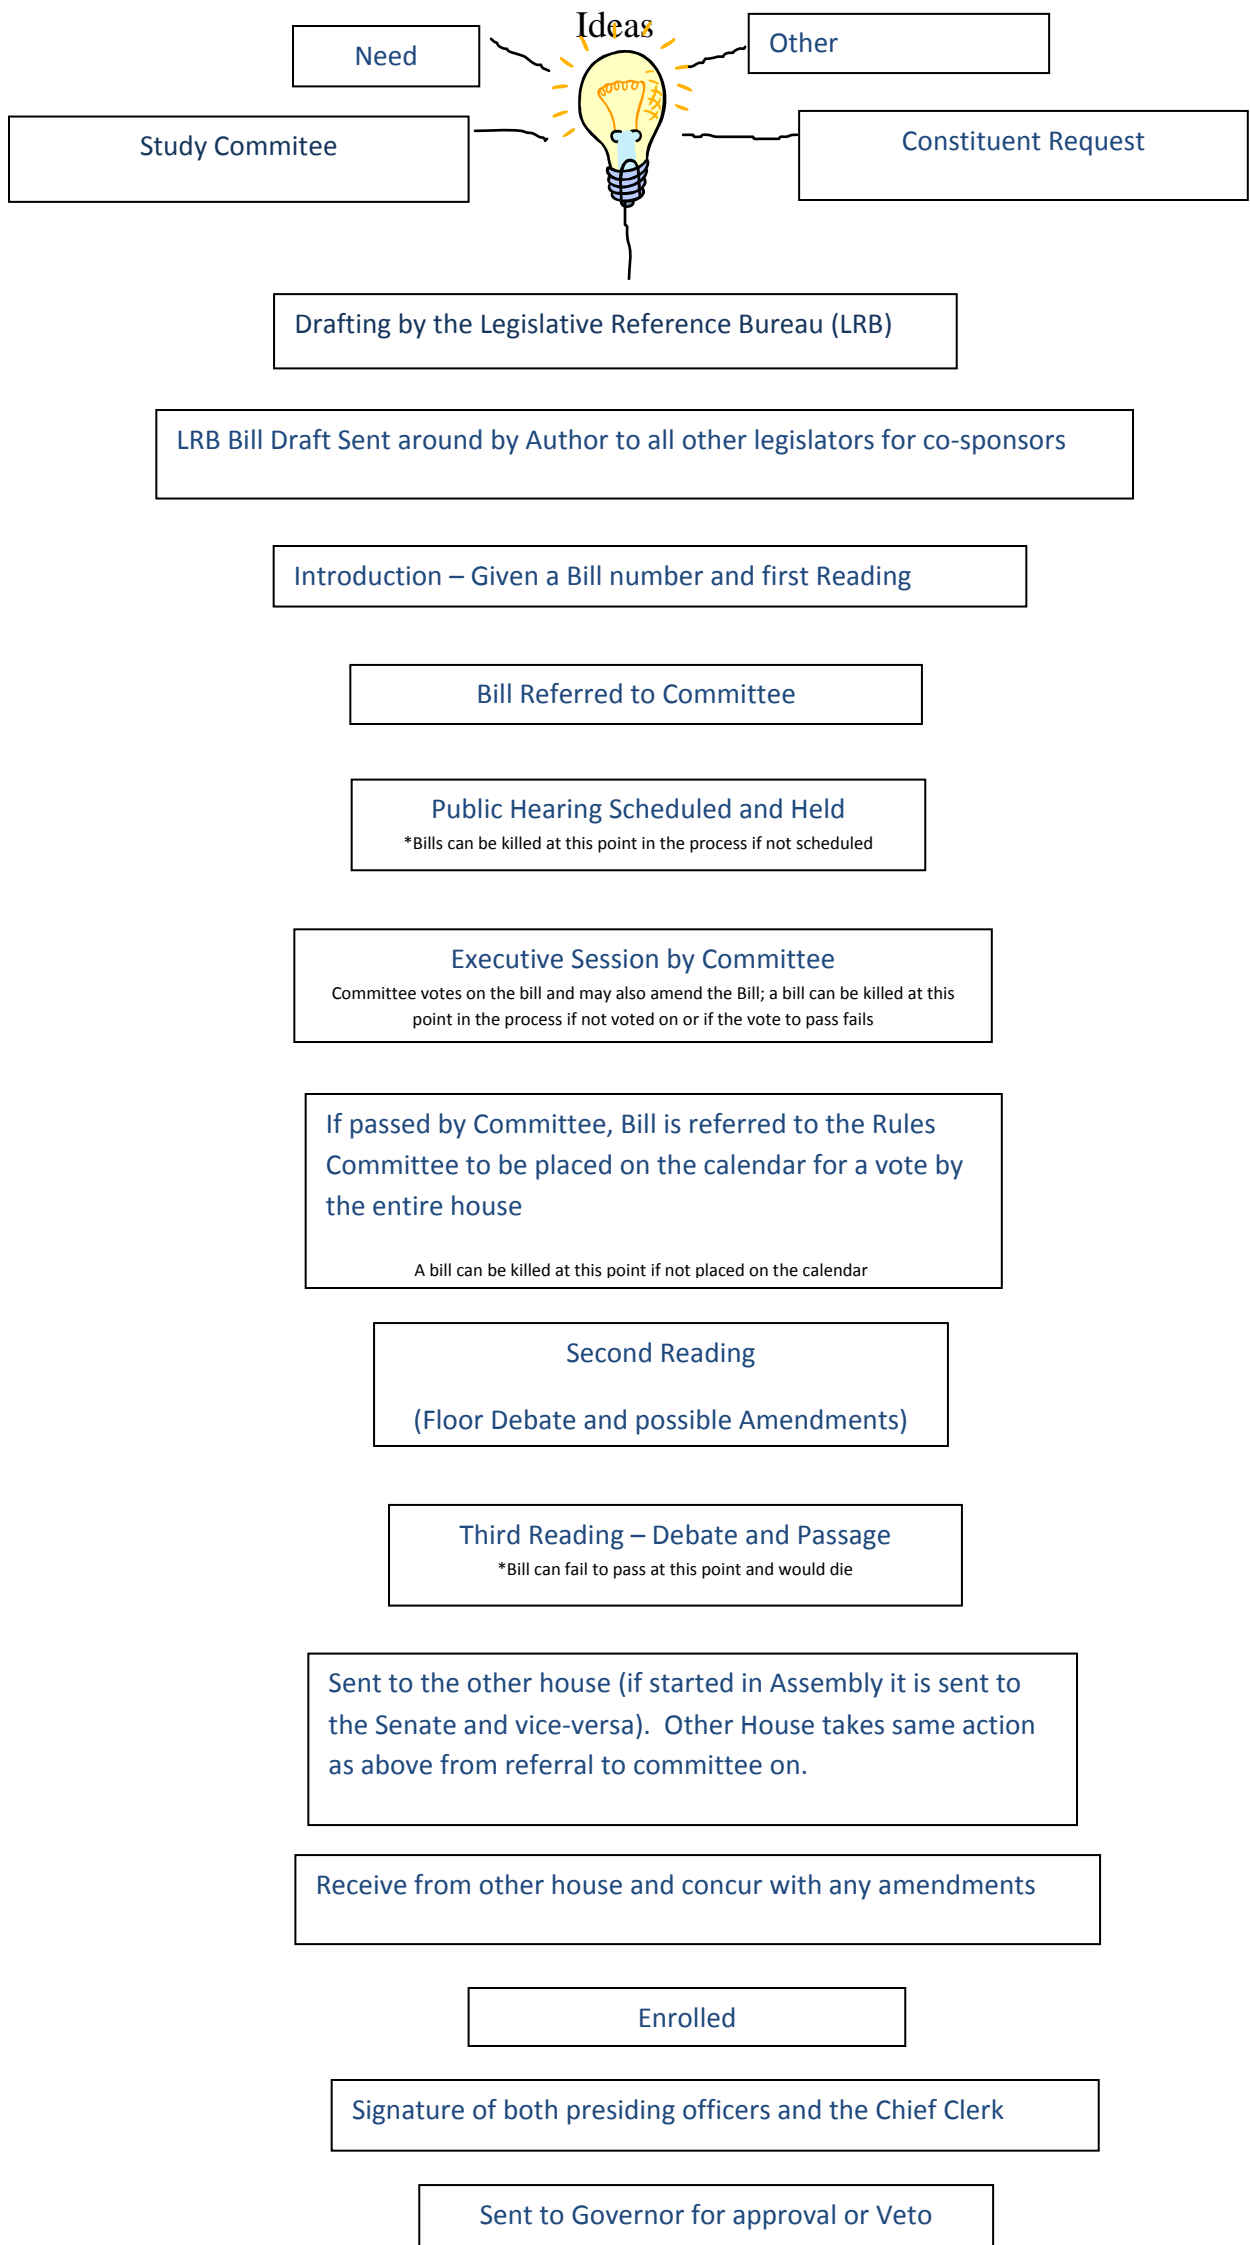 Ideas
Need
Other
Study Commitee
Constituent Request
Drafting by the Legislative Reference Bureau (LRB)
LRB Bill Draft Sent around by Author to all other legislators for co-sponsors
Introduction – Given a Bill number and first Reading
Bill Referred to Committee
Public Hearing Scheduled and Held
*Bills can be killed at this point in the process if not scheduled
Executive Session by Committee
Committee votes on the bill and may also amend the Bill; a bill can be killed at this
point in the process if not voted on or if the vote to pass fails
If passed by Committee, Bill is referred to the Rules
Committee to be placed on the calendar for a vote by
the entire house
A bill can be killed at this point if not placed on the calendar
Second Reading
(Floor Debate and possible Amendments)
Third Reading – Debate and Passage
*Bill can fail to pass at this point and would die
Sent to the other house (if started in Assembly it is sent to
the Senate and vice-versa).  Other House takes same action
as above from referral to committee on.
Receive from other house and concur with any amendments
Enrolled
Signature of both presiding officers and the Chief Clerk
Sent to Governor for approval or Veto